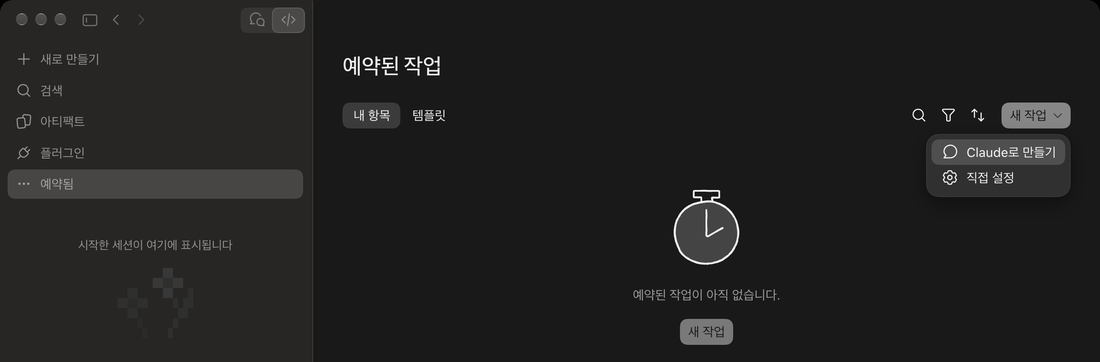 새로 만들기
검색
아티팩트
플러그인
예약됨
시작한 세션이 여기에 표시됩니다
예약된 작업
내 항목
템플릿
새 작업
Claude로 만들기
직접 설정
예약된 작업이 아직 없습니다.
새 작업